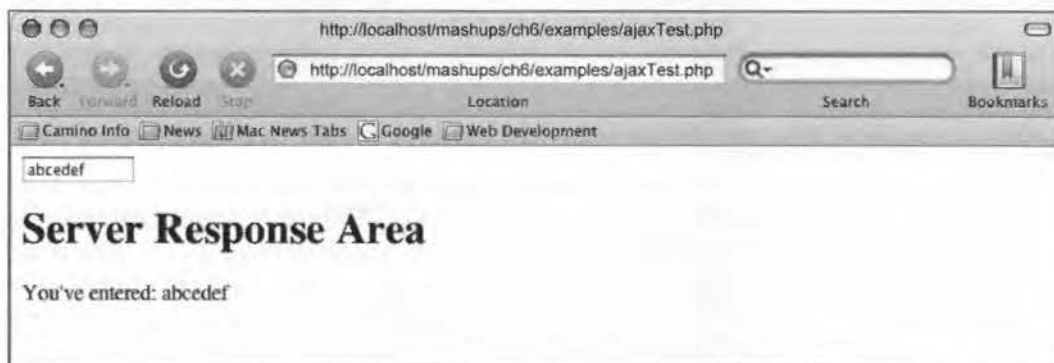 http://localhost/mashups/ch6/examples/ajaxTest.php
http://localhost/mashups/ch6/examples/ajaxTest.php
Back Forward Reload Stop Location Search Bookmarks
Camino Info News Mac News Tabs Google Web Development
abcedef
Server Response Area
You've entered: abcedef